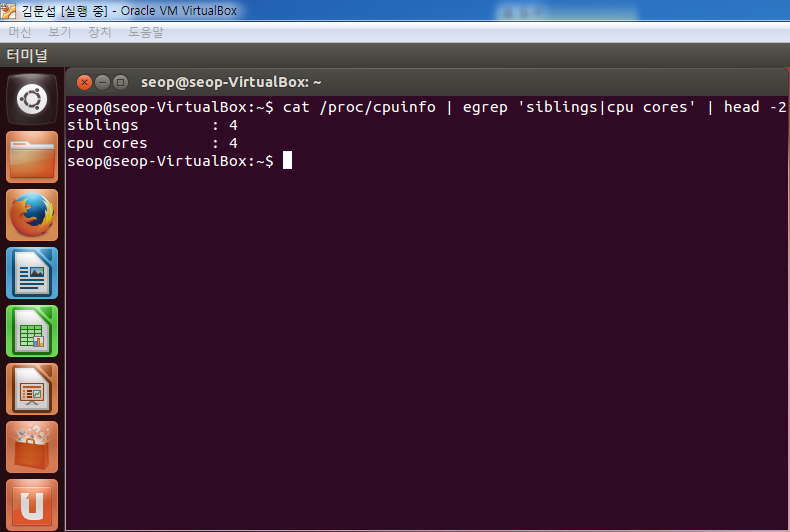 김문섭 [실행 중] - Oracle VM VirtualBox
머신 보기 장치 도움말
터미널
seop@seop-VirtualBox: ~
seop@seop-VirtualBox:~$ cat /proc/cpuinfo | egrep 'siblings|cpu cores' | head -2
siblings : 4
cpu cores : 4
seop@seop-VirtualBox:~$